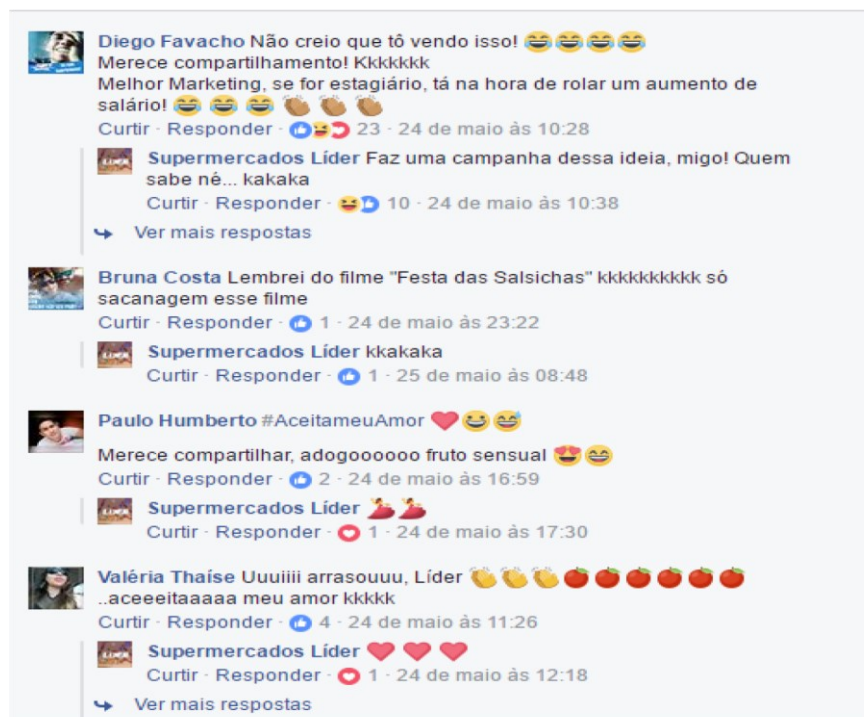 Diego Favacho Não creio que tô vendo isso! 😂😂😂😂
Merece compartilhamento! Kkkkkkk
Melhor Marketing, se for estagiário, tá na hora de rolar um aumento de
salário! 😂 😂 😂 👏🏽 👏🏽 👏🏽
Curtir · Responder · 23 · 24 de maio às 10:28
Supermercados Líder Faz uma campanha dessa ideia, migo! Quem
sabe né... kakaka
Curtir · Responder · 10 · 24 de maio às 10:38
Ver mais respostas
Bruna Costa Lembrei do filme "Festa das Salsichas" kkkkkkkkkk só
sacanagem esse filme
Curtir · Responder · 1 · 24 de maio às 23:22
Supermercados Líder kkakaka
Curtir · Responder · 1 · 25 de maio às 08:48
Paulo Humberto #AceitameuAmor ❤😀😅
Merece compartilhar, adogoooooo fruto sensual 😍😄
Curtir · Responder · 2 · 24 de maio às 16:59
Supermercados Líder 💃💃
Curtir · Responder · 1 · 24 de maio às 17:30
Valéria Thaíse Uuuiiii arrasouuu, Líder 👏👏👏🍅🍅🍅🍅🍅🍅
..aceeeitaaaaa meu amor kkkkk
Curtir · Responder · 4 · 24 de maio às 11:26
Supermercados Líder ❤ ❤ ❤
Curtir · Responder · 1 · 24 de maio às 12:18
Ver mais respostas